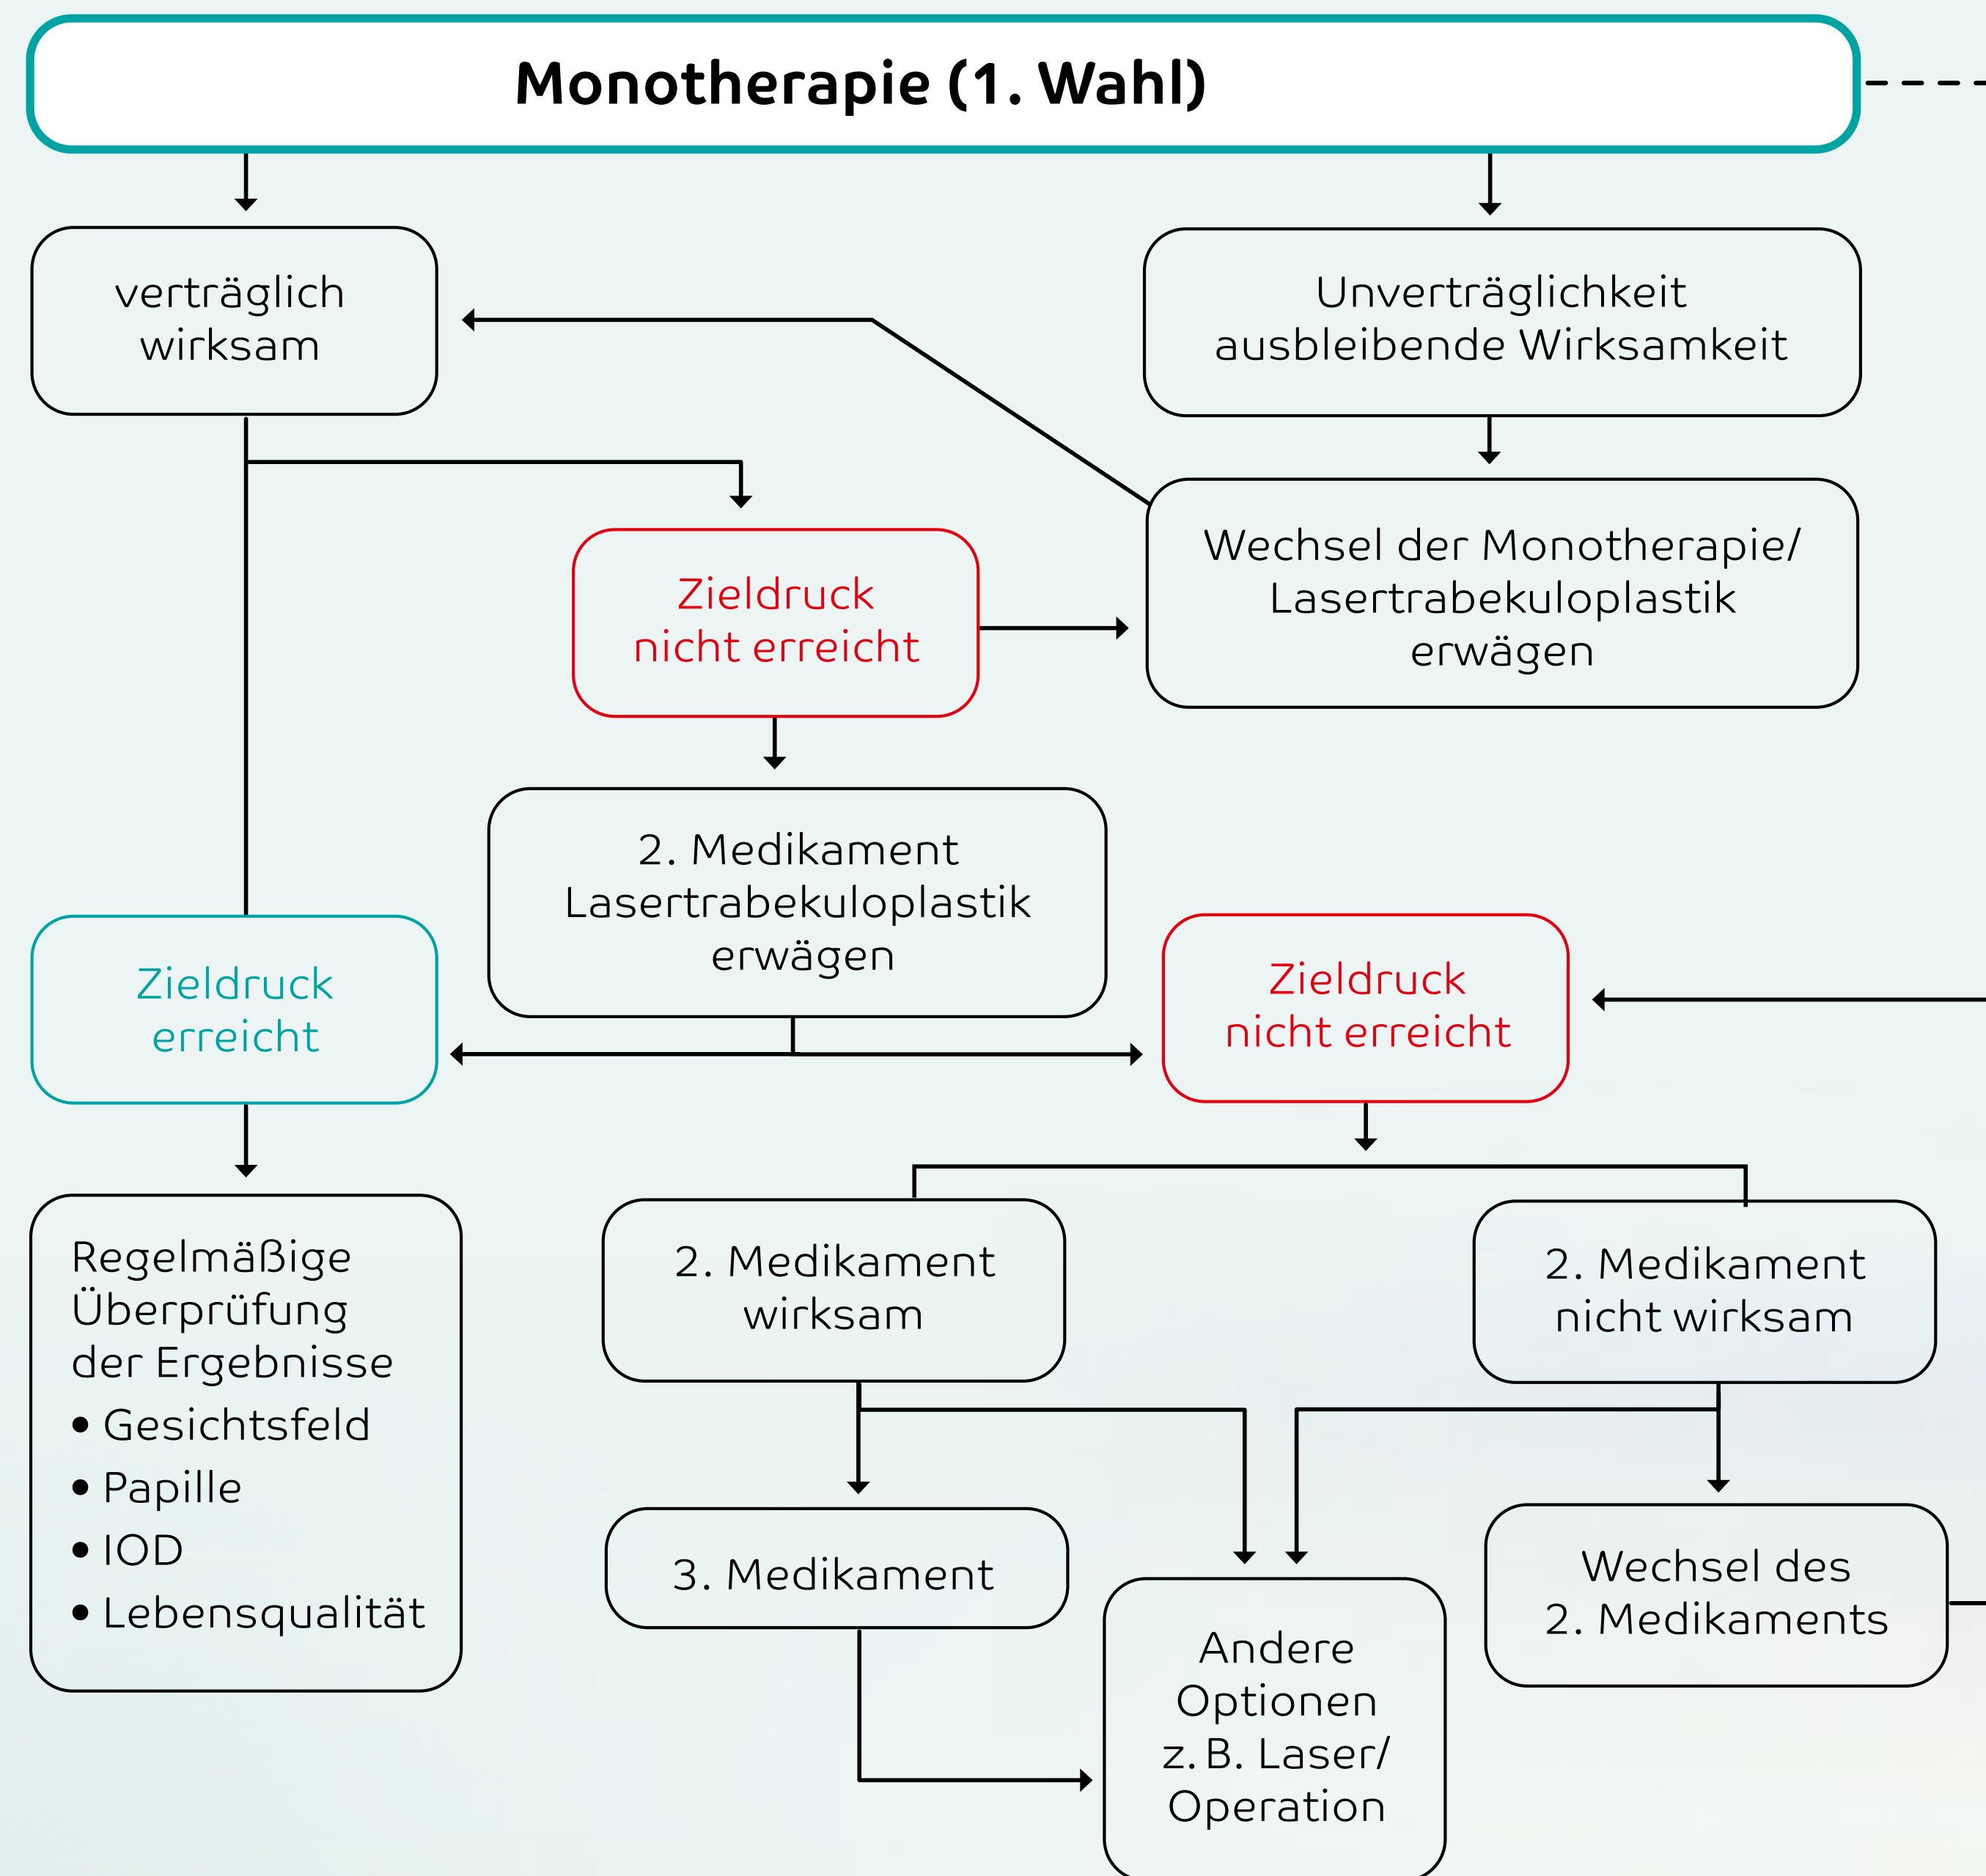 Monotherapie (1. Wahl)
verträglich
wirksam
Unverträglichkeit
ausbleibende Wirksamkeit
Wechsel der Monotherapie/
Lasertrabekuloplastik
erwägen
Zieldruck
nicht erreicht
2. Medikament
Lasertrabekuloplastik
erwägen
Zieldruck
erreicht
Zieldruck
nicht erreicht
Regelmäßige
Überprüfung
der Ergebnisse
• Gesichtsfeld
• Papille
• IOD
• Lebensqualität
2. Medikament
wirksam
2. Medikament
nicht wirksam
3. Medikament
Wechsel des
2. Medikaments
Andere
Optionen
z. B. Laser/
Operation